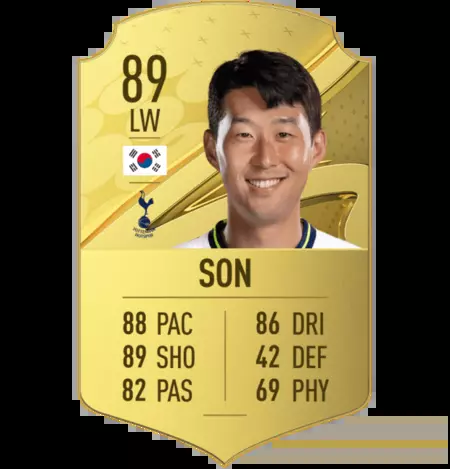 89
LW
SON
88 PAC 86 DRI
89 SHO 42 DEF
82 PAS 69 PHY